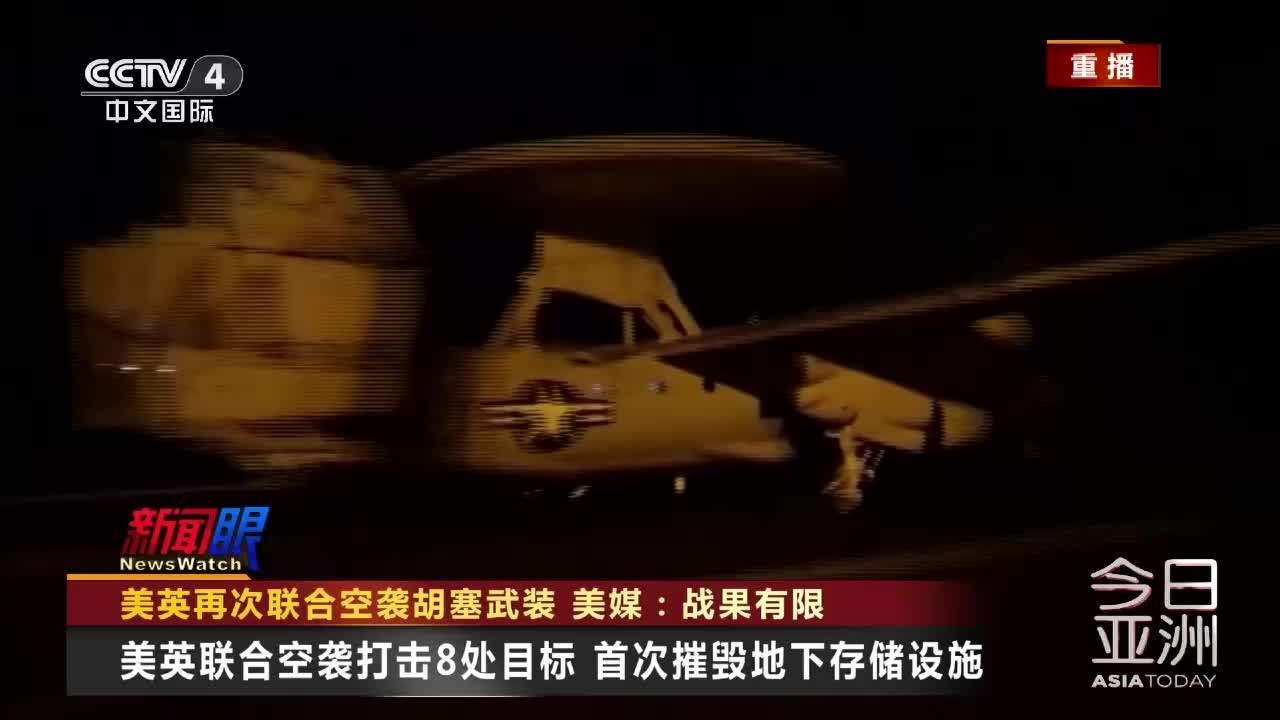 CCTV 4
中文国际
重播
新闻眼
NewsWatch
美英再次联合空袭胡塞武装 美媒：战果有限
美英联合空袭打击8处目标 首次摧毁地下存储设施
今日
亚洲
ASIA TODAY